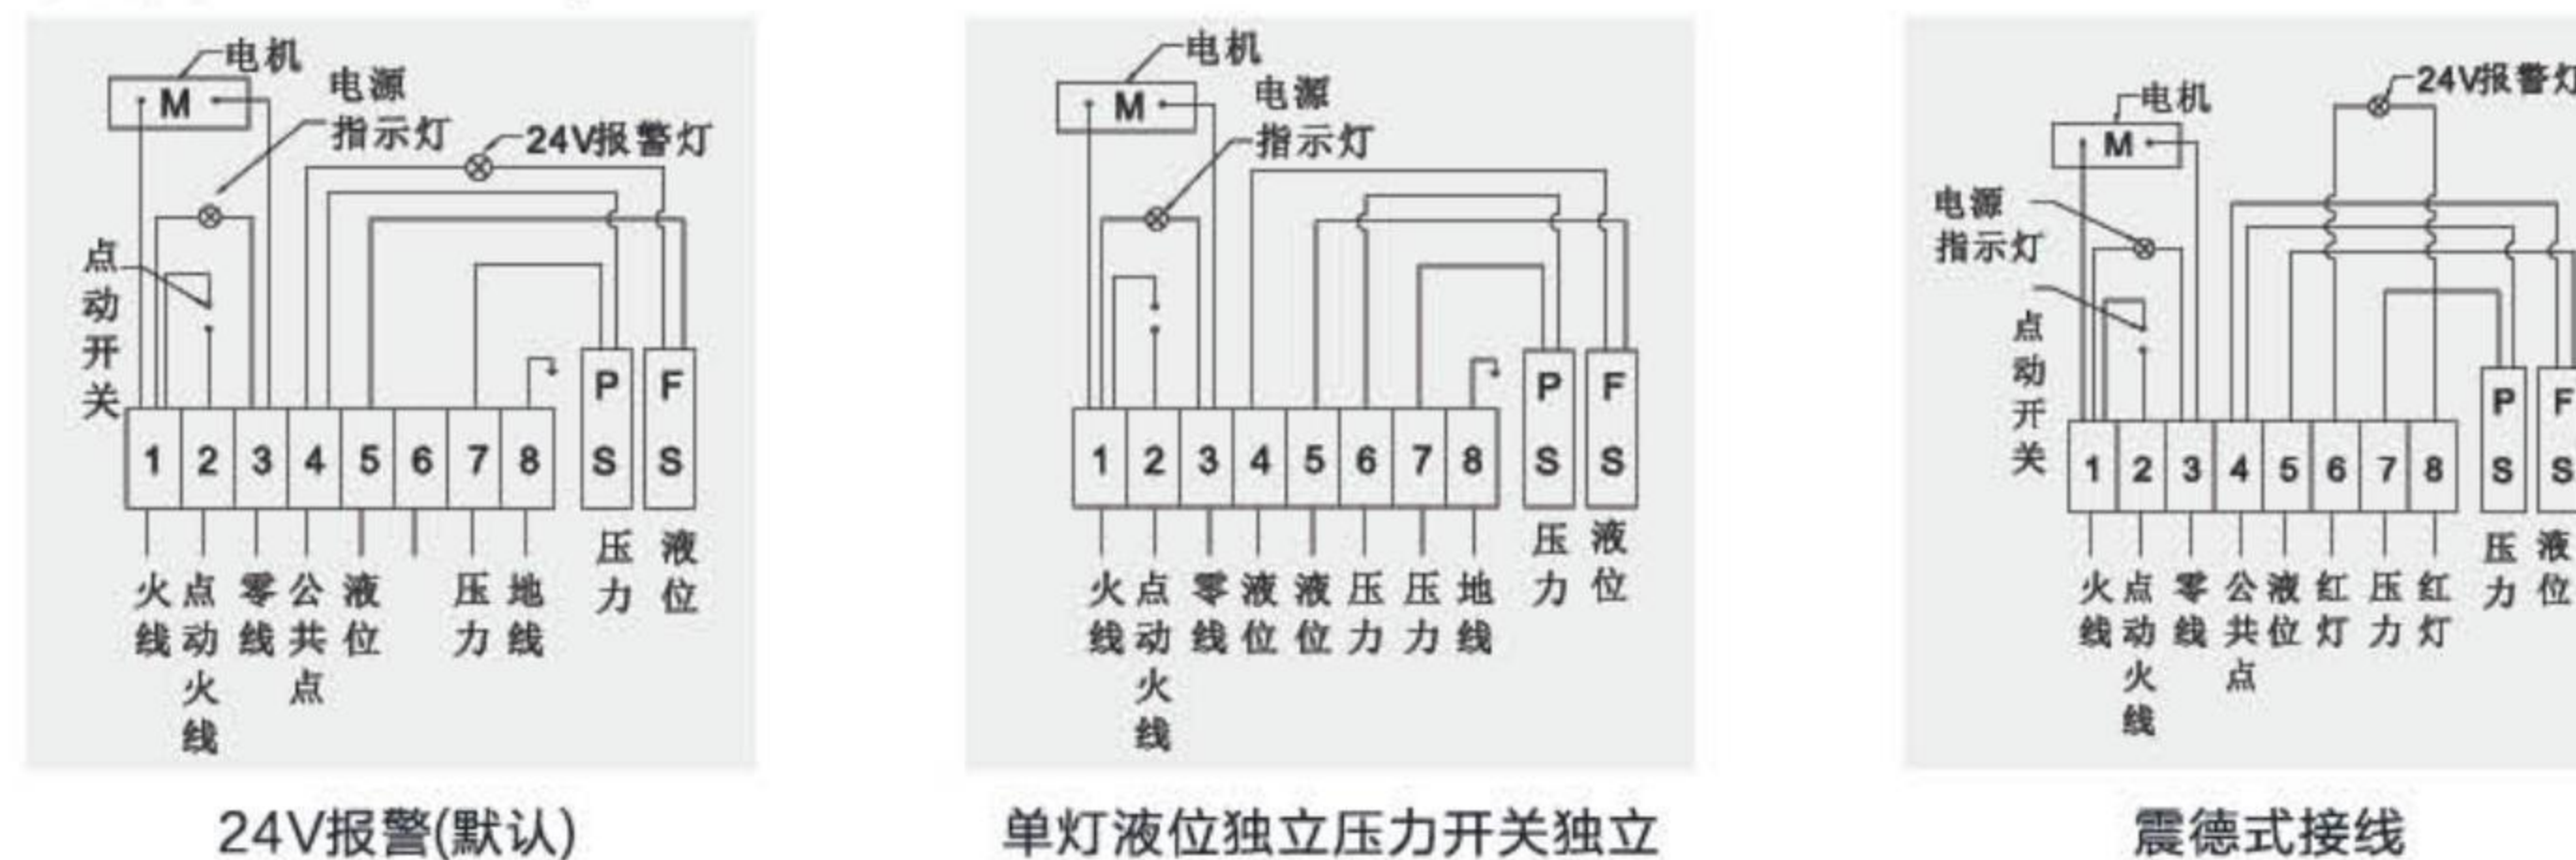 电机
电源
指示灯
24V报警灯
点动开关
M
P S
F S
1 2 3 4 5 6 7 8
压力
液位
火线
点动火线
零线
公共点
液位
压力
地线
24V报警(默认)
电机
电源
指示灯
M
P S
F S
1 2 3 4 5 6 7 8
压力
液位
火线
点动火线
零线
液位
液位
压力
压力
地线
单灯液位独立压力开关独立
24V报警灯
电机
M
电源
指示灯
点动开关
P S
F S
1 2 3 4 5 6 7 8
压力
液位
火线
点动火线
零线
公共点
液位
红灯
压力
红灯
震德式接线